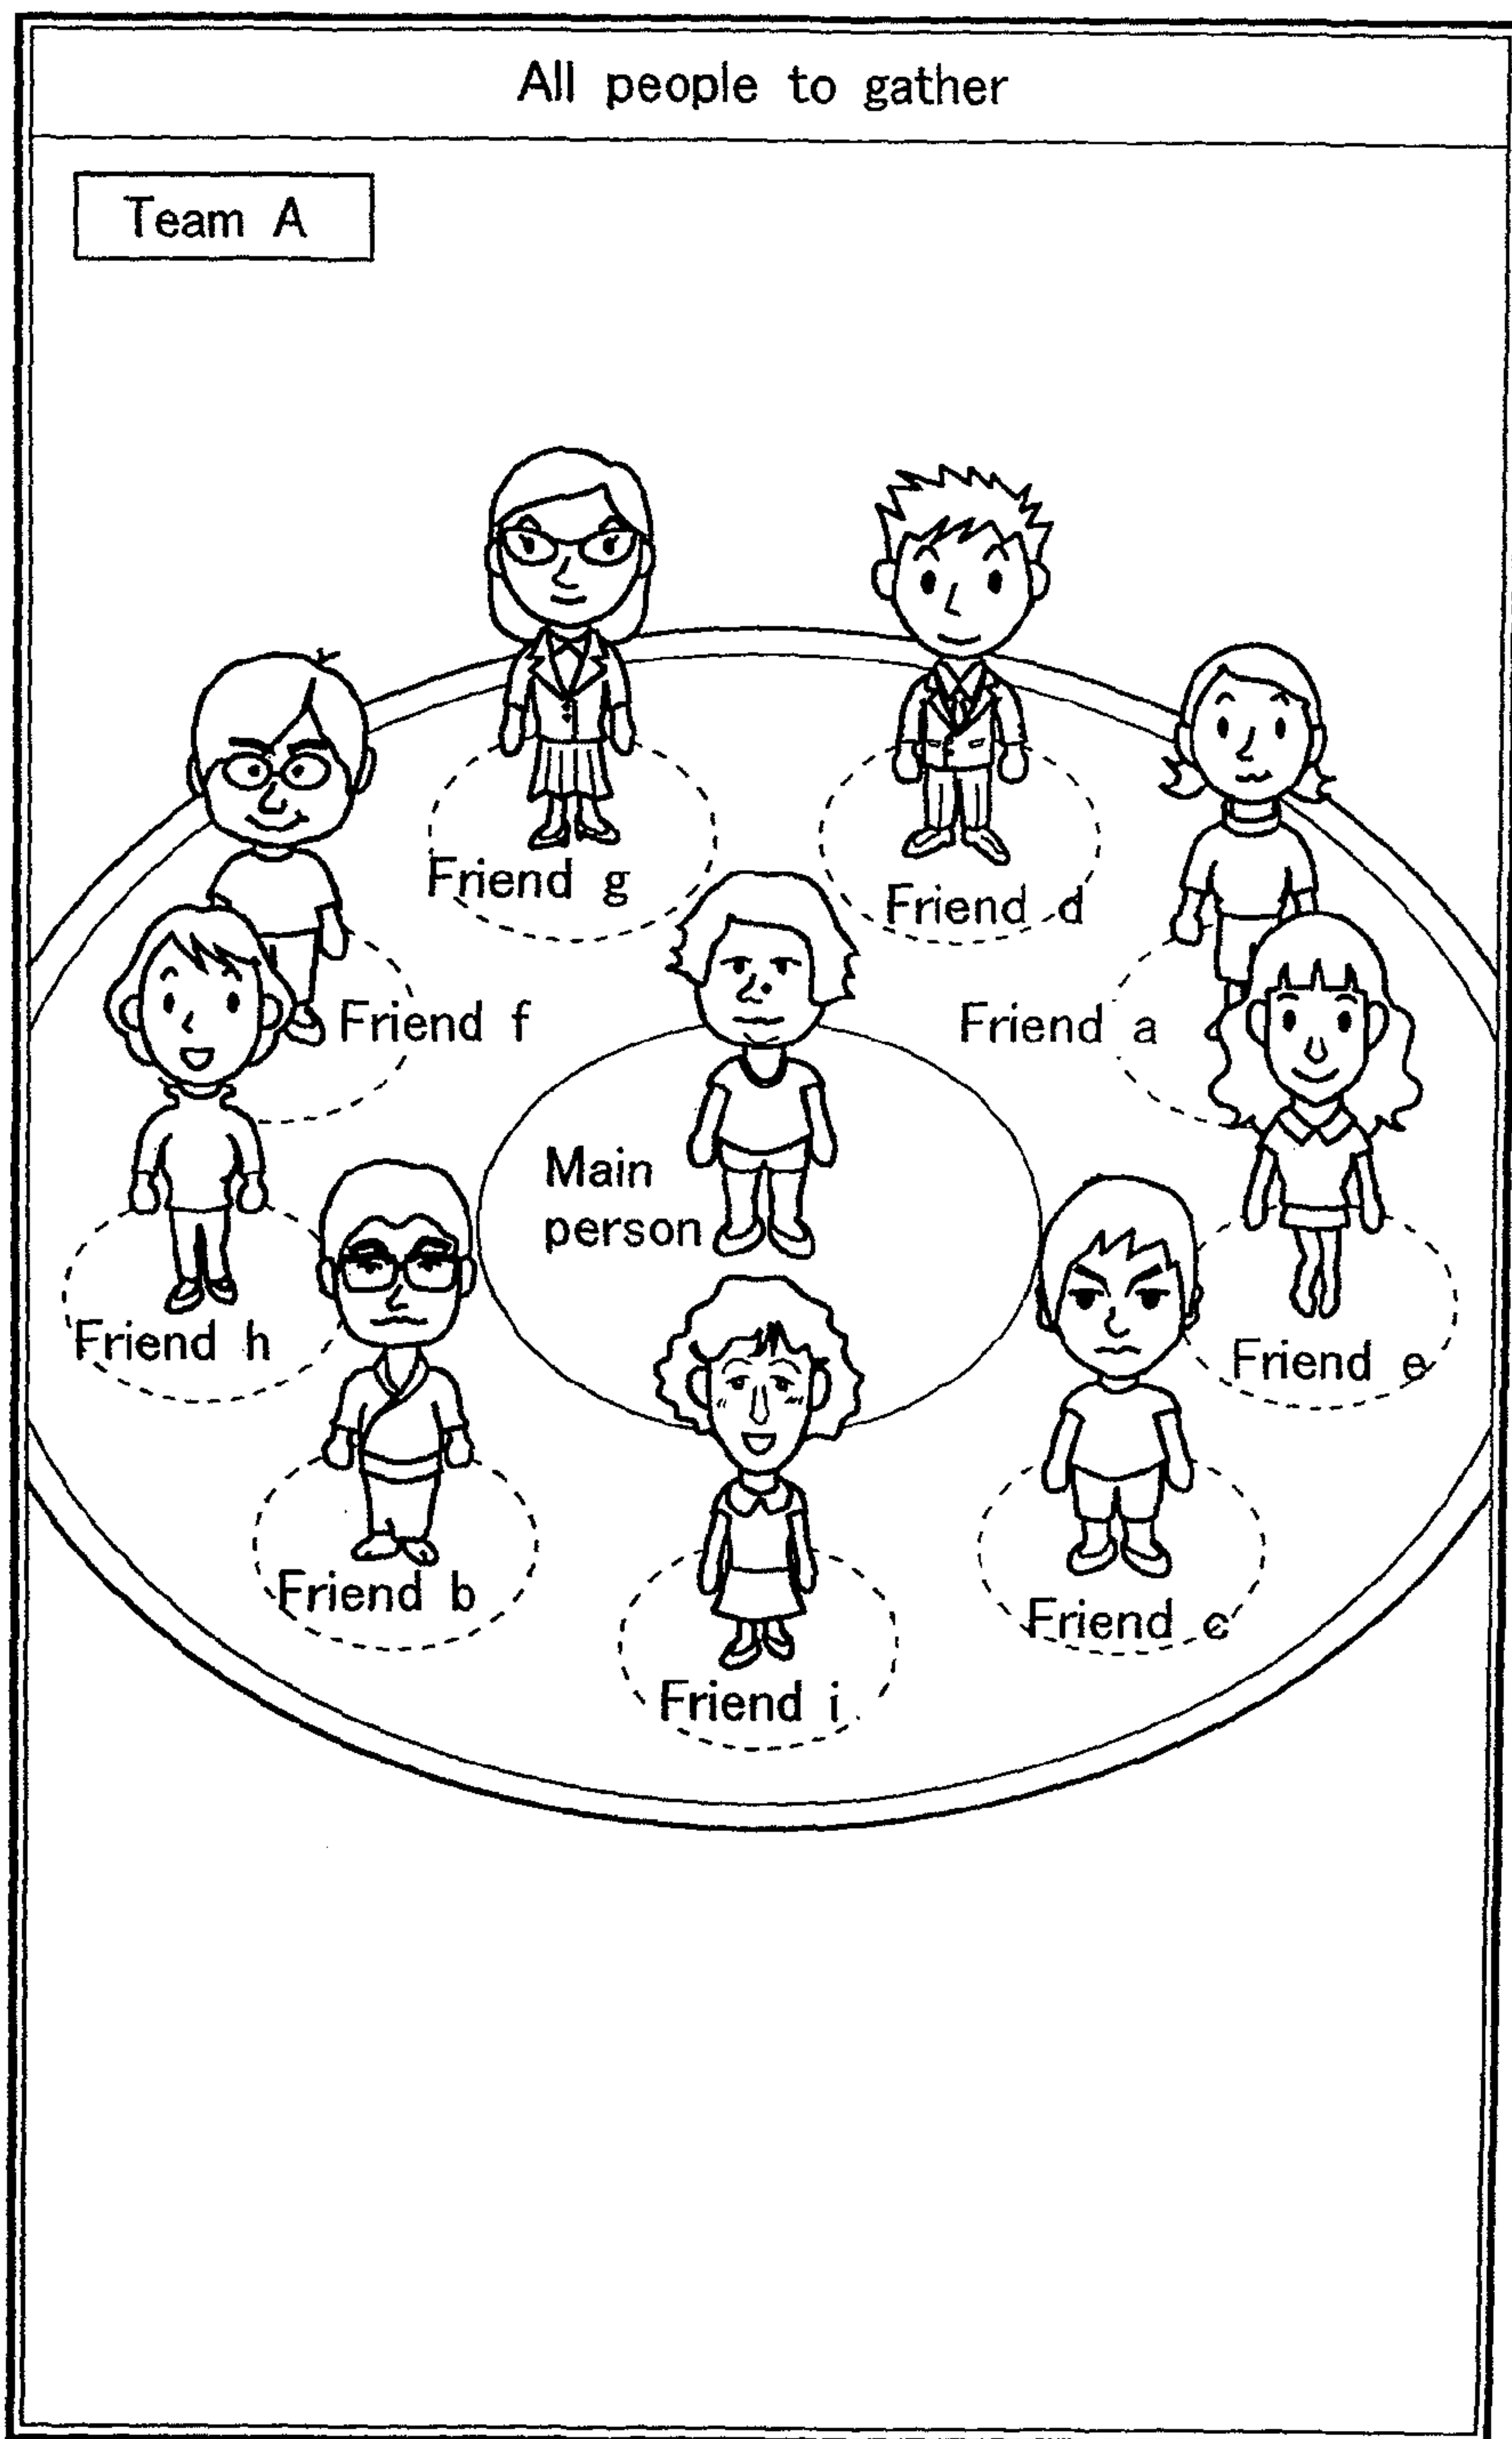 All people to gather
Team A
Friend g
Friend d
Friend f
Friend a
Main
person
Friend h
Friend e
Friend b
Friend c
Friend i